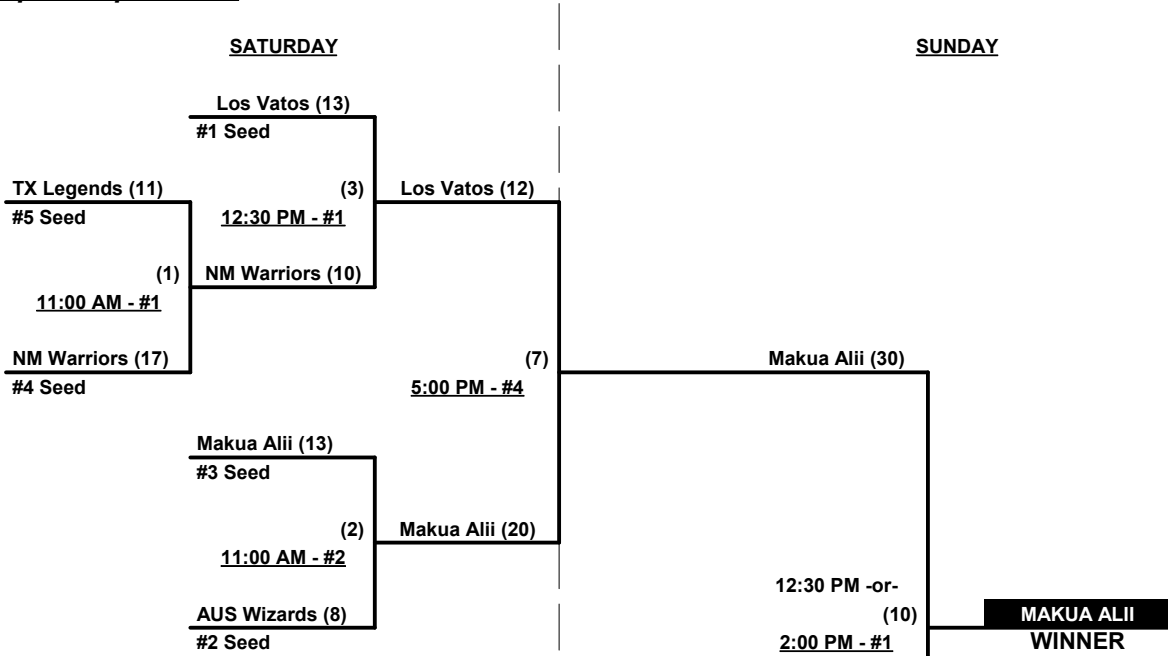 SATURDAY
SUNDAY
Los Vatos (13)
#1 Seed
TX Legends (11)
(3)
Los Vatos (12)
#5 Seed
12:30 PM - #1
(1)
NM Warriors (10)
11:00 AM - #1
NM Warriors (17)
(7)
Makua Alii (30)
#4 Seed
5:00 PM - #4
Makua Alii (13)
#3 Seed
(2)
Makua Alii (20)
11:00 AM - #2
12:30 PM -or-
AUS Wizards (8)
(10)
MAKUA ALII
#2 Seed
2:00 PM - #1
WINNER